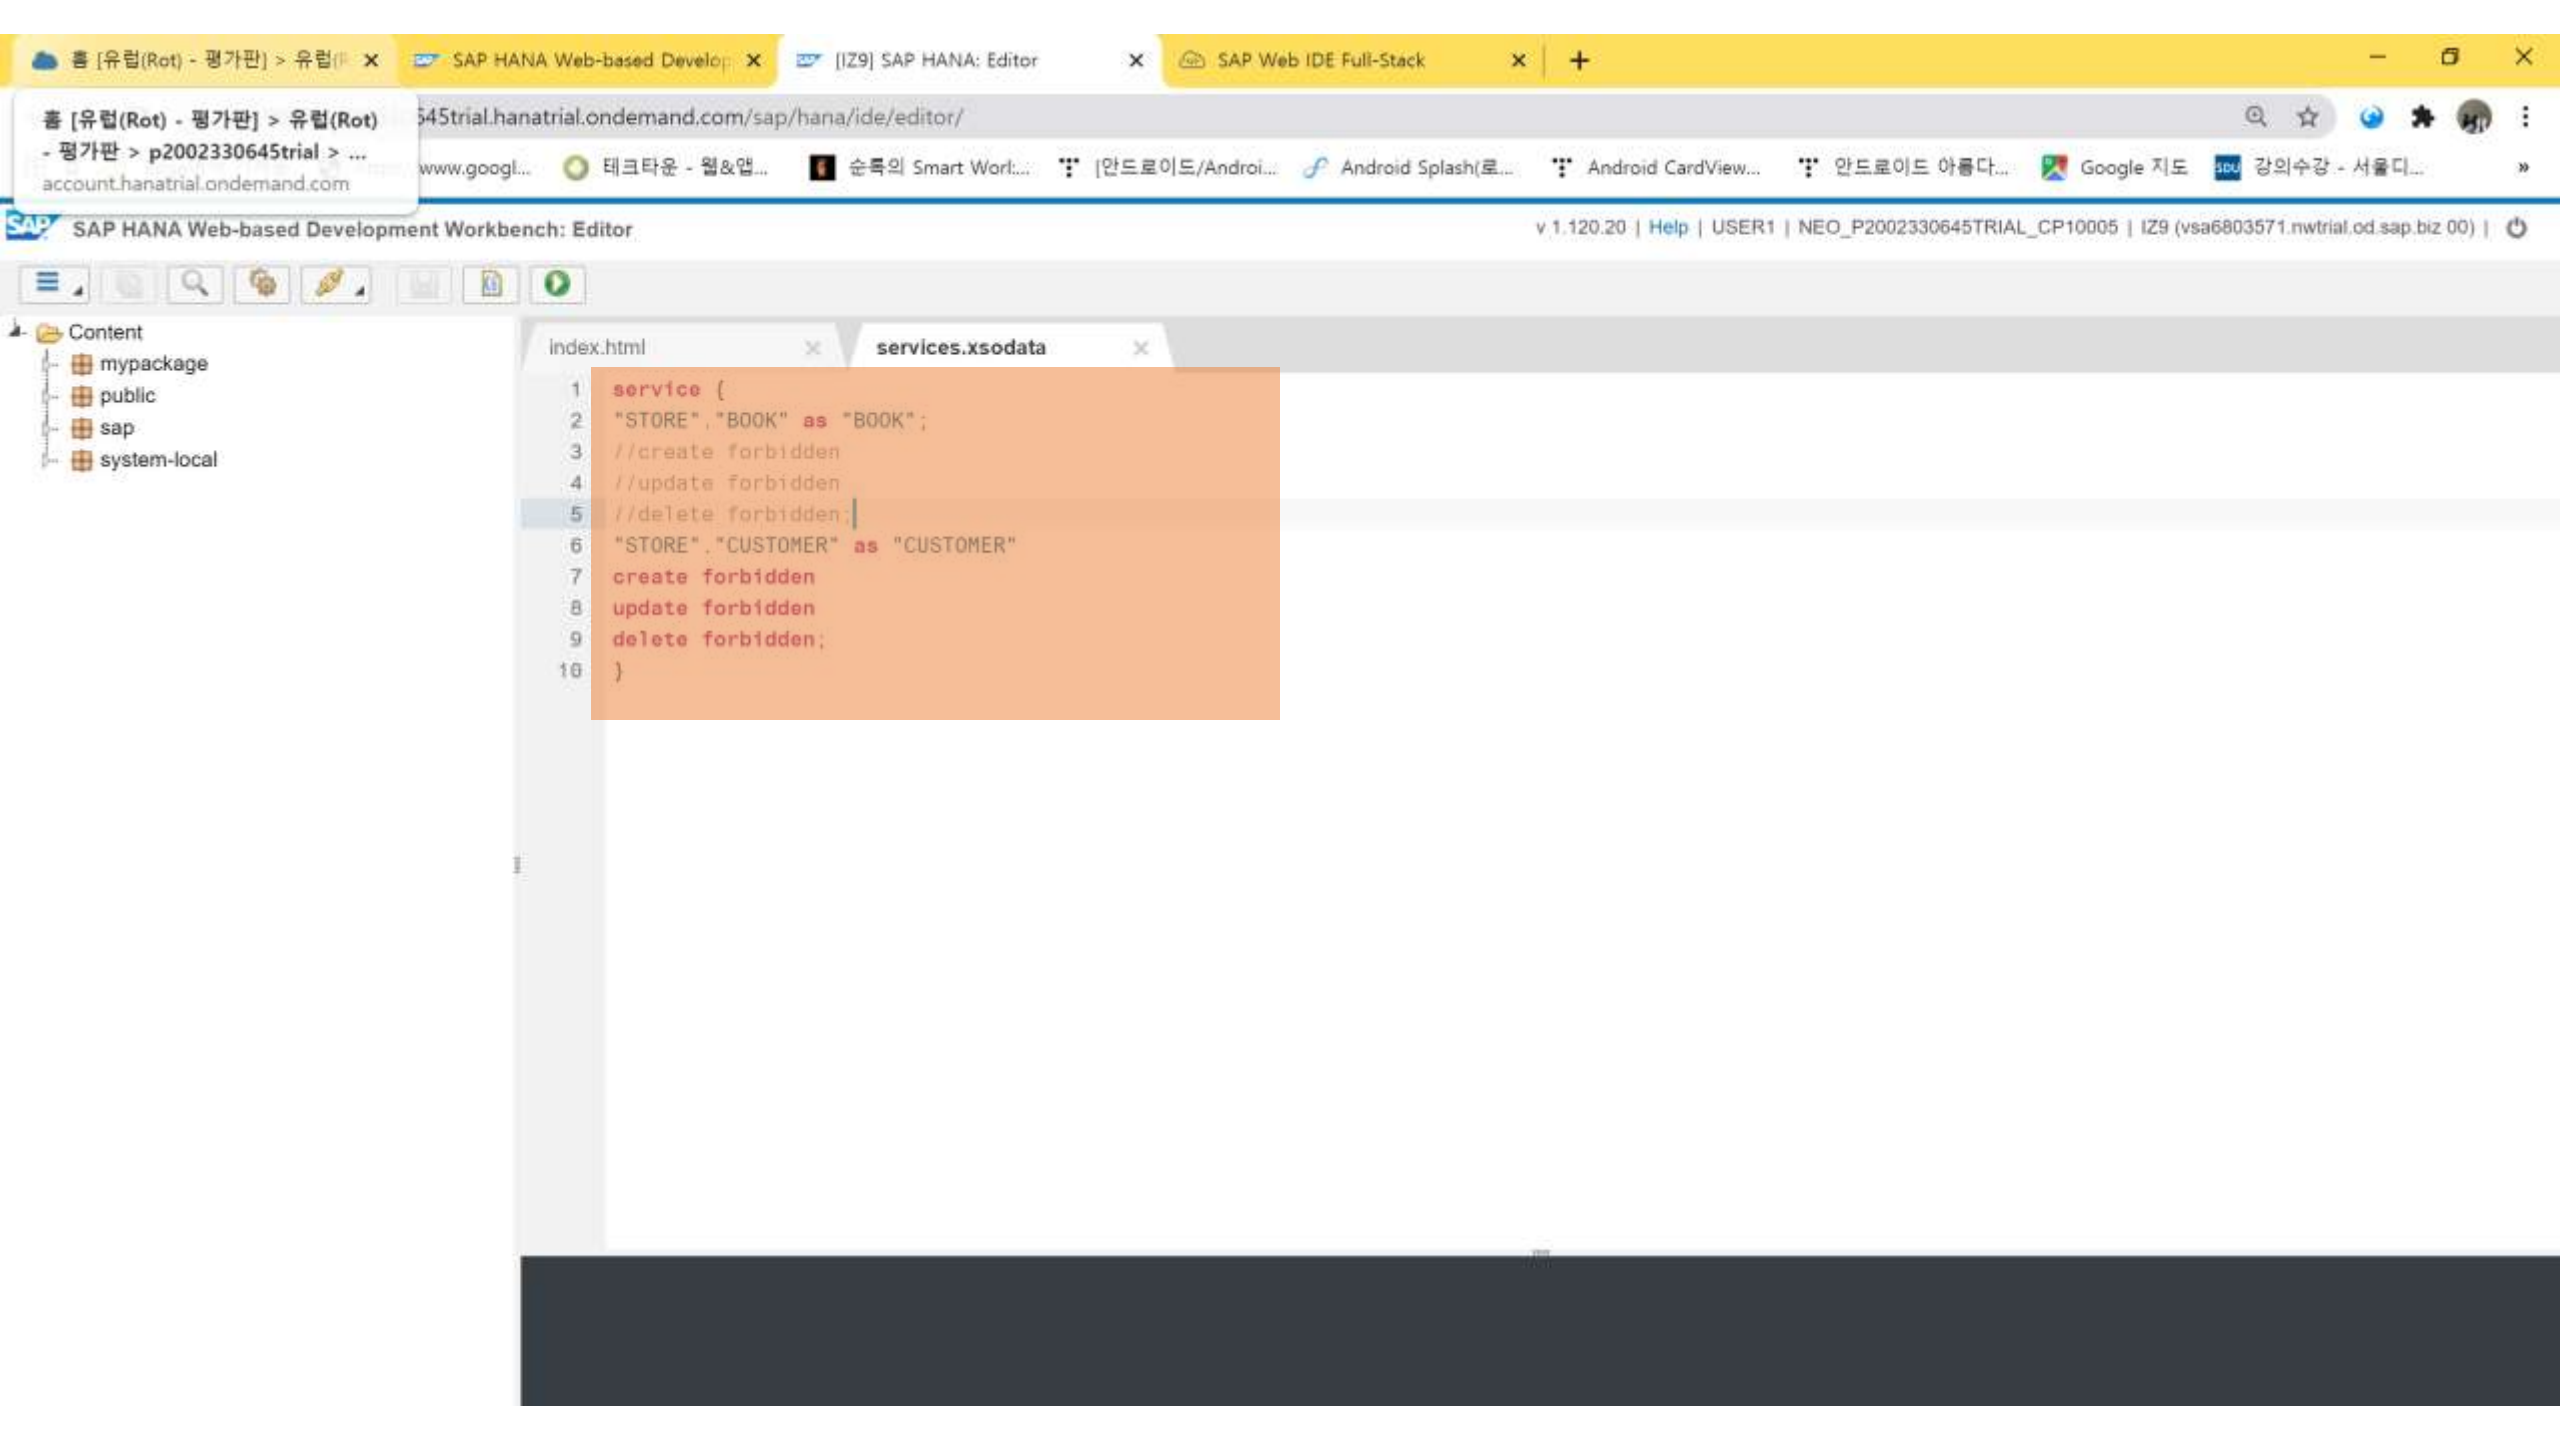 홈 [유럽(Rot) - 평가판] > 유럽(R
SAP HANA Web-based Develop
[IZ9] SAP HANA: Editor
SAP Web IDE Full-Stack
홈 [유럽(Rot) - 평가판] > 유럽(Rot)
- 평가판 > p2002330645trial > ...
account.hanatrial.ondemand.com
645trial.hanatrial.ondemand.com/sap/hana/ide/editor/
www.googl...
테크타운 - 웹&앱...
순록의 Smart Worl:...
[안드로이드/Androi...
Android Splash(로...
Android CardView...
안드로이드 아름다...
Google 지도
SDU 강의수강 - 서울디...
»
SAP SAP HANA Web-based Development Workbench: Editor
v 1.120.20 | Help | USER1 | NEO_P2002330645TRIAL_CP10005 | IZ9 (vsa6803571.nwtrial.od.sap.biz 00) |
Content
mypackage
public
sap
system-local
index.html
services.xsodata
1 service {
2 "STORE"."BOOK" as "BOOK";
3 //create forbidden
4 //update forbidden
5 //delete forbidden;
6 "STORE"."CUSTOMER" as "CUSTOMER"
7 create forbidden
8 update forbidden
9 delete forbidden;
10 }